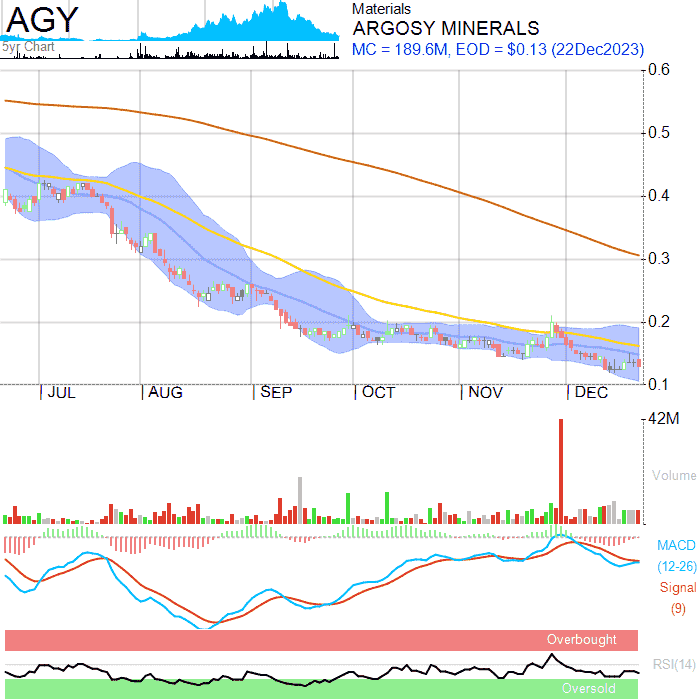 AGY
5yr Chart
Materials
ARGOSY MINERALS
MC = 189.6M, EOD = $0.13 (22Dec2023)
0.6
0.5
0.4
0.3
0.2
0.1
JUL AUG SEP OCT NOV DEC
42M
Volume
MACD
(12-26)
Signal
(9)
Overbought
RSI(14)
Oversold